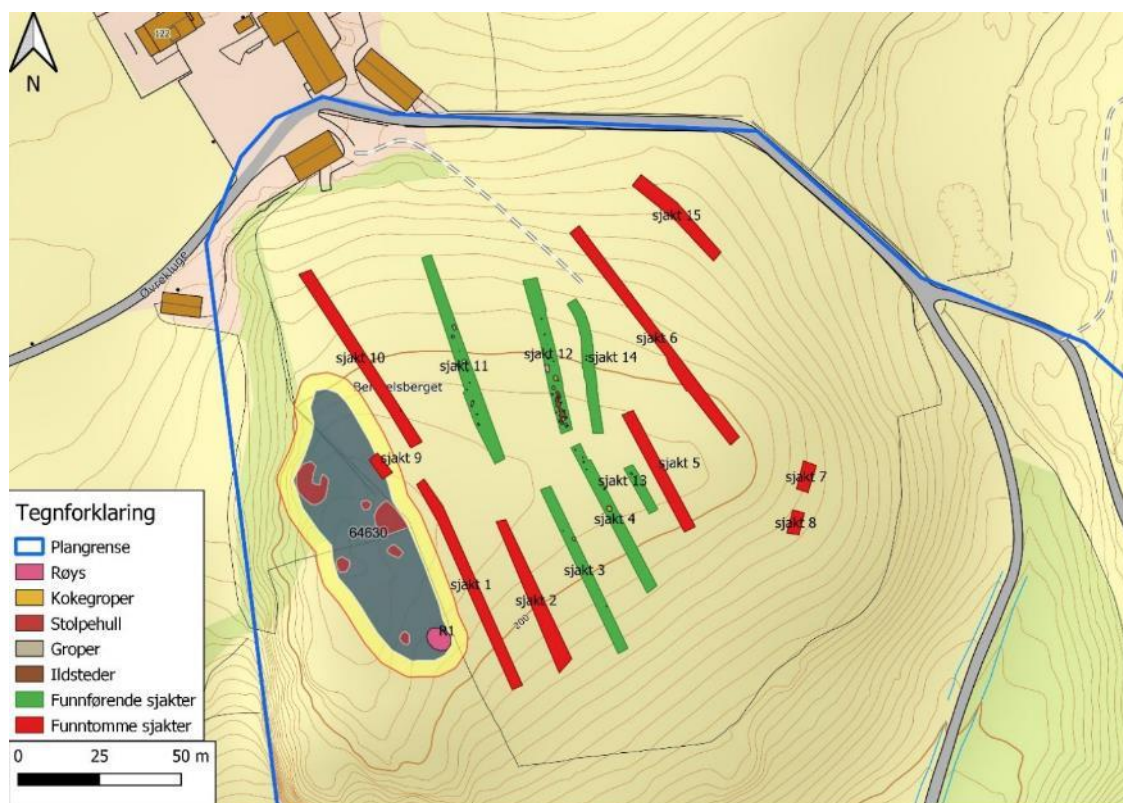 122
N
sjakt 15
Øvrekluge
sjakt 6
sjakt 10
sjakt 11
sjakt 12
sjakt 14
sjakt 9
sjakt 5
sjakt 7
sjakt 13
sjakt 4
sjakt 8
64630
sjakt 1
sjakt 3
sjakt 2
200
R1
Tegnforklaring
Plangrense
Røys
Kokegroper
Stolpehull
Groper
Ildsteder
Funnførende sjakter
Funntomme sjakter
0 25 50 m